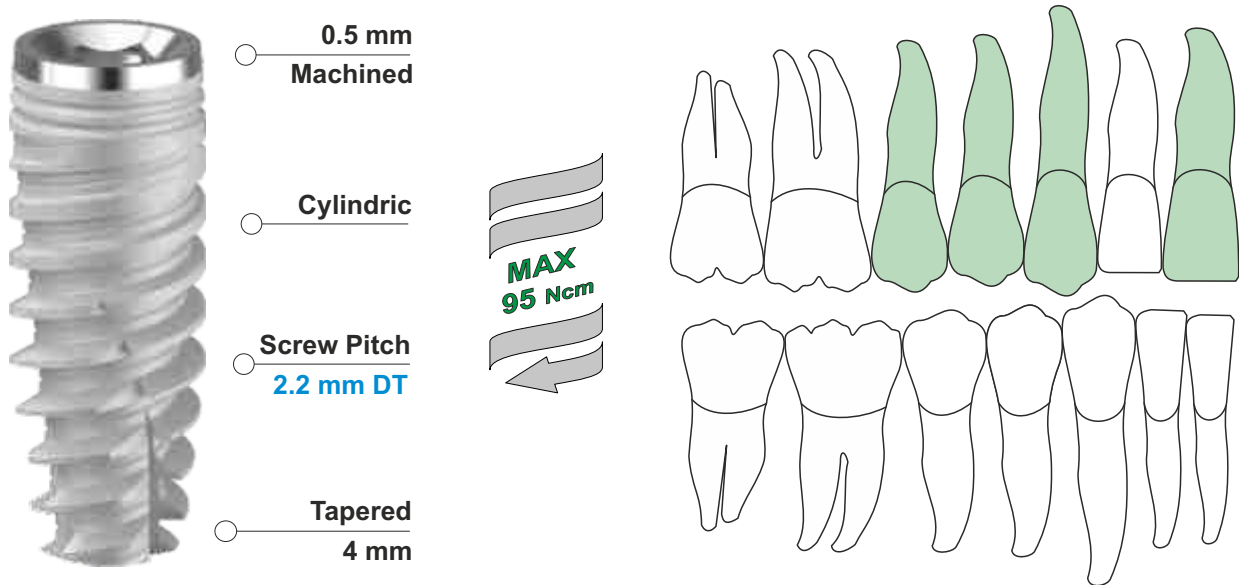 0.5 mm
Machined
Cylindric
MAX
95 Ncm
Screw Pitch
2.2 mm DT
Tapered
4 mm